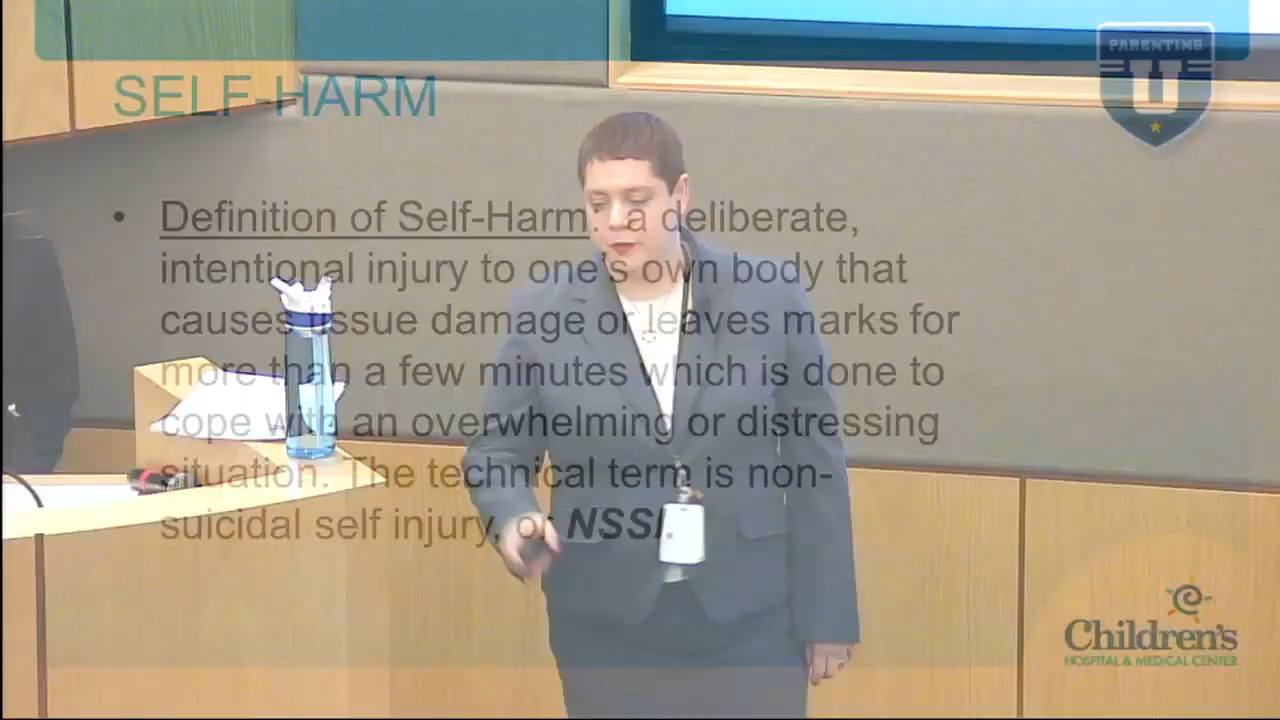 PARENTING
U
SELF-HARM
• Definition of Self-Harm: a deliberate,
intentional injury to one's own body that
causes tissue damage or leaves marks for
more than a few minutes which is done to
cope with an overwhelming or distressing
situation. The technical term is non-
suicidal self injury, or NSSI.
Children's
HOSPITAL & MEDICAL CENTER